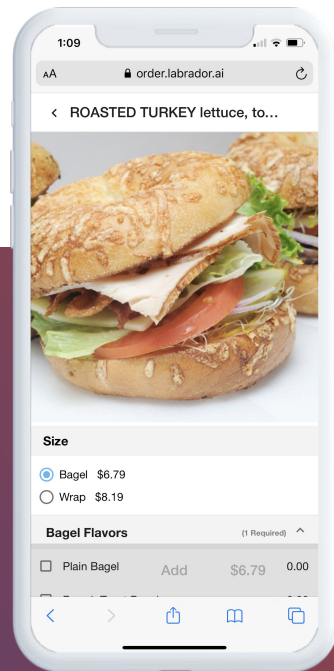 1:09
AA order.labrador.ai
ROASTED TURKEY lettuce, to...
Size
Bagel $6.79
Wrap $8.19
Bagel Flavors (1 Required)
Plain Bagel Add $6.79 0.00